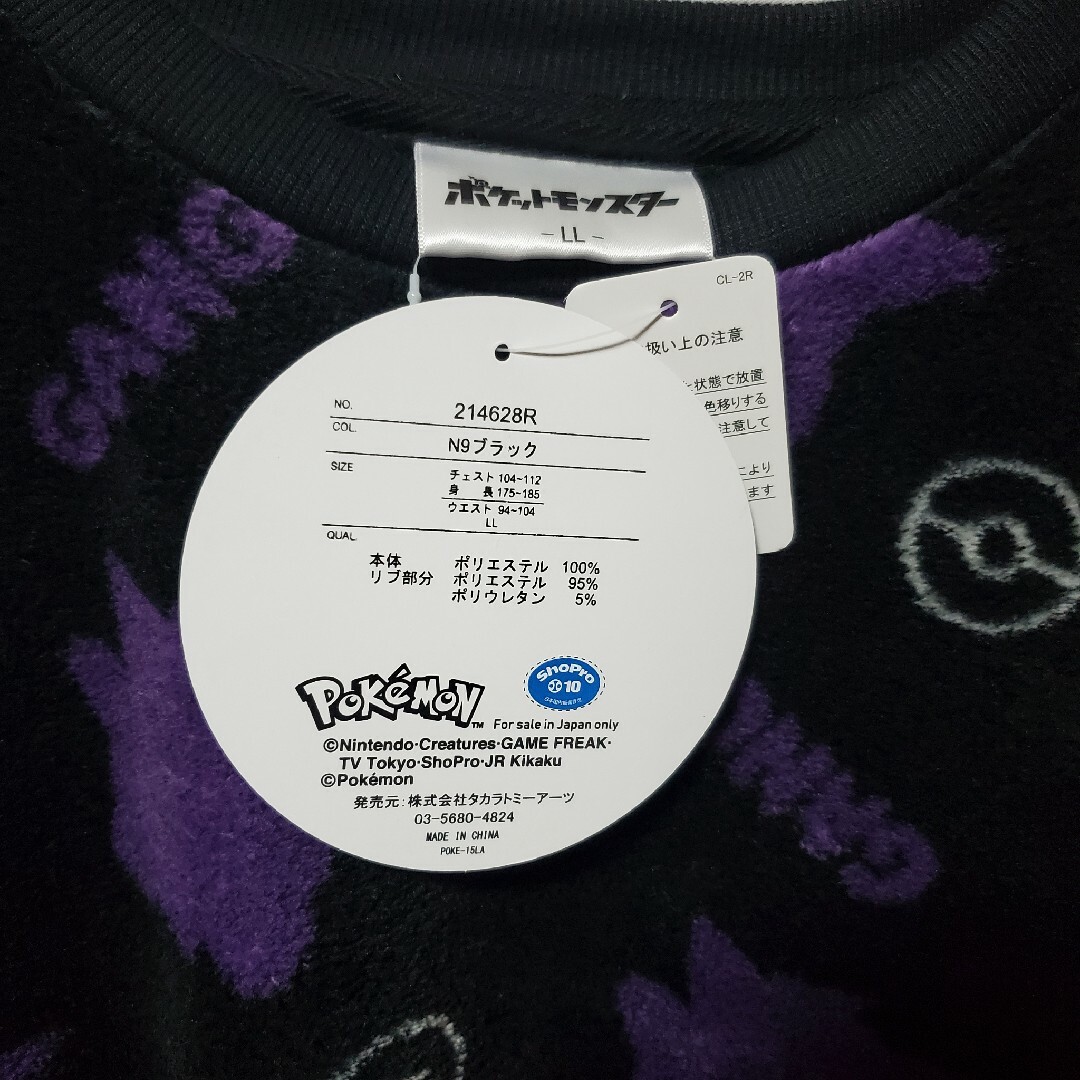 ポケットモンスター
- LL -
CL-2R
扱い上の注意
状態で放置
色移りする
注意して
により
ます
NO. 214628R
COL. N9ブラック
SIZE チェスト 104~112
身 長 175~185
ウエスト 94~104
LL
QUAL.
本体 ポリエステル 100%
リブ部分 ポリエステル 95%
ポリウレタン 5%
ShoPro
10
POKéMON™ For sale in Japan only
©Nintendo・Creatures・GAME FREAK・
TV Tokyo・ShoPro・JR Kikaku
©Pokémon
発売元：株式会社タカラトミーアーツ
03-5680-4824
MADE IN CHINA
POKE-15LA